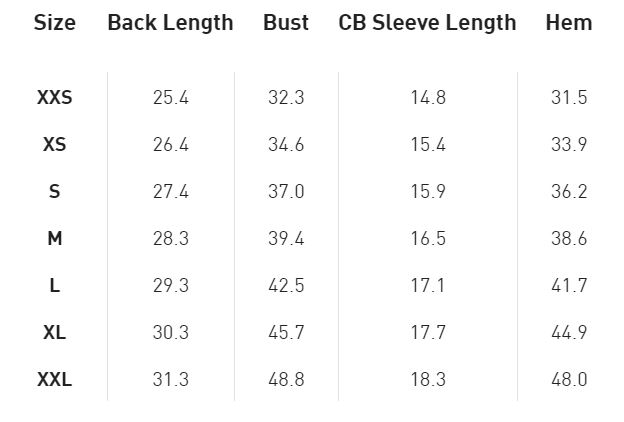 Size Back Length Bust CB Sleeve Length Hem
XXS 25.4 32.3 14.8 31.5
XS 26.4 34.6 15.4 33.9
S 27.4 37.0 15.9 36.2
M 28.3 39.4 16.5 38.6
L 29.3 42.5 17.1 41.7
XL 30.3 45.7 17.7 44.9
XXL 31.3 48.8 18.3 48.0